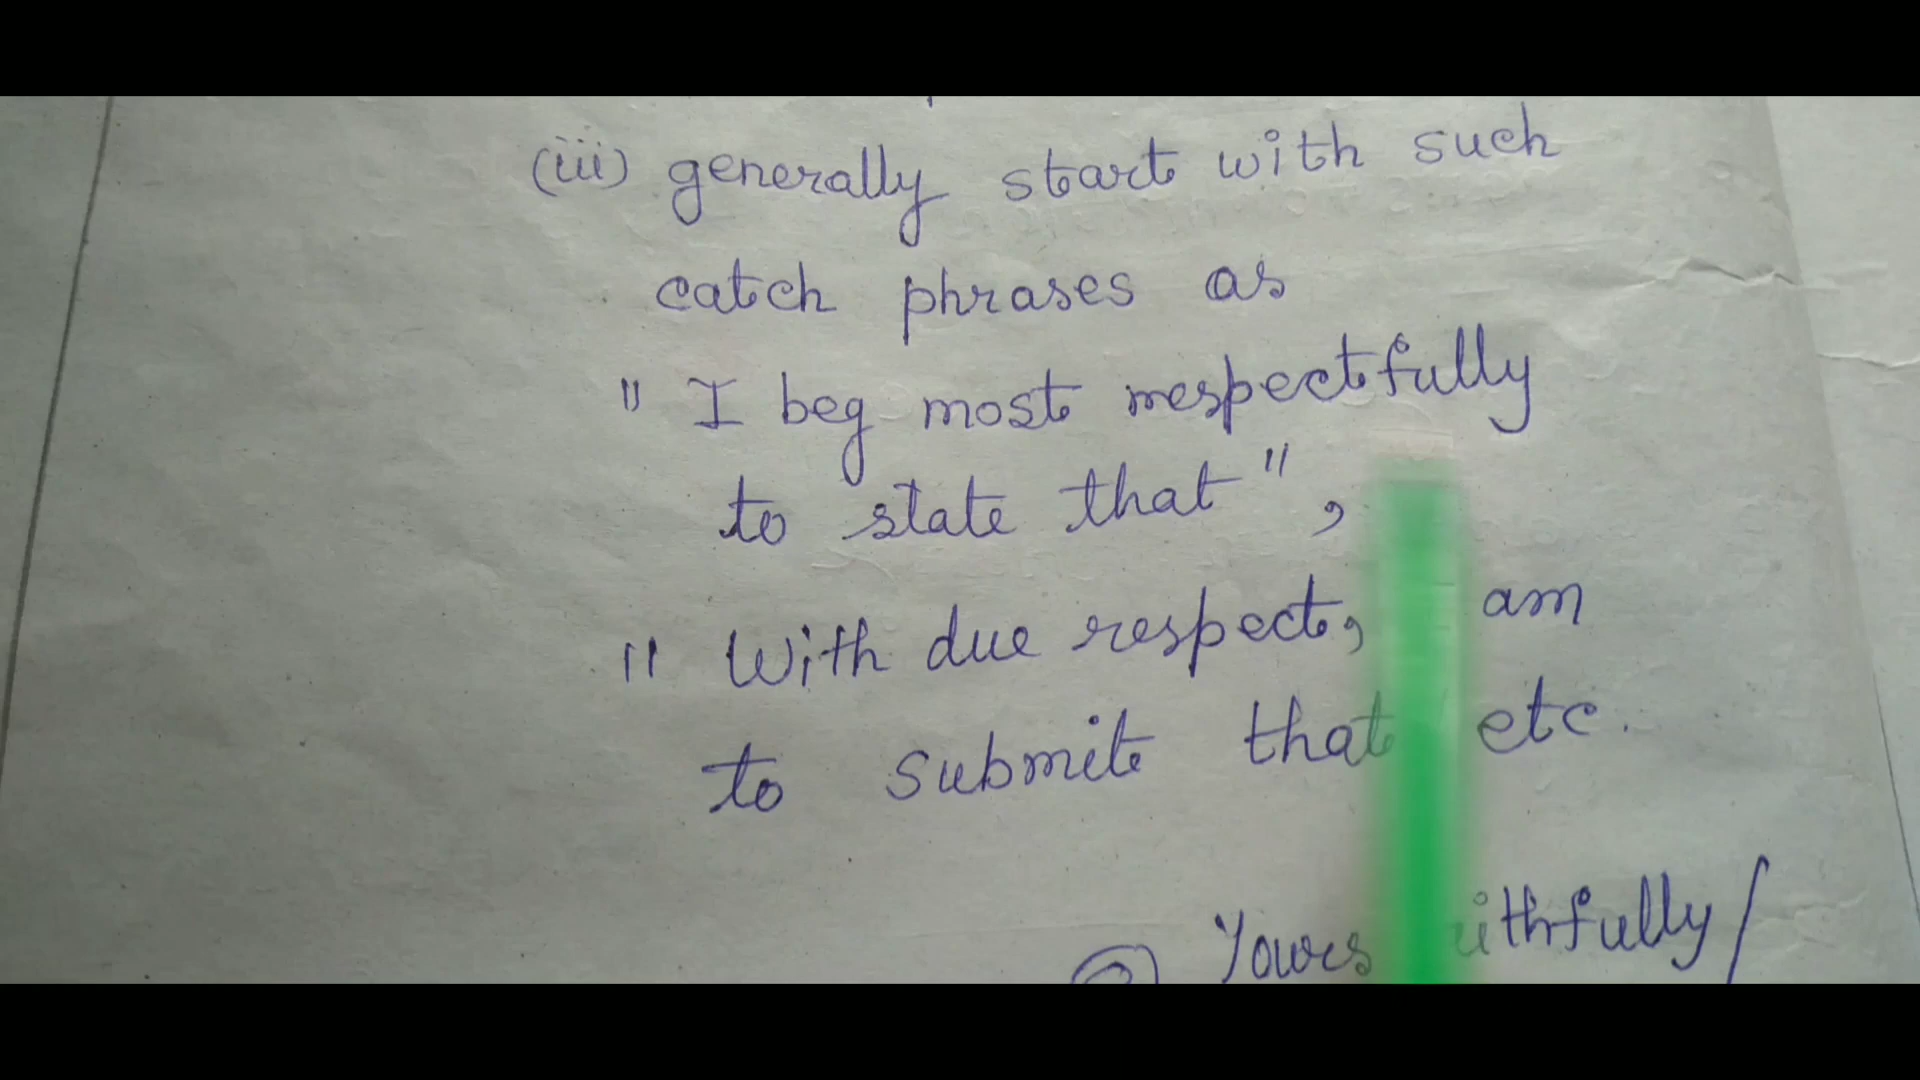 (iii) generally start with such
catch phrases as
" I beg most respectfully
to state that",
" With due respect, am
to submit that etc.
Yours